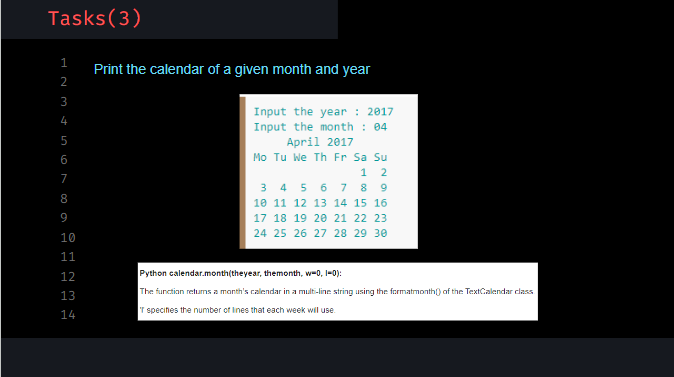 Tasks(3)
1
Print the calendar of a given month and year
2
3
4
5
6
7
8
9
10
11
12
13
14
Input the year : 2017
Input the month : 04
April 2017
Mo Tu We Th Fr Sa Su
1 2
3 4 5 6 7 8 9
10 11 12 13 14 15 16
17 18 19 20 21 22 23
24 25 26 27 28 29 30
Python calendar.month(theyear, themonth, w=0, l=0):
The function returns a month's calendar in a multi-line string using the formatmonth() of the TextCalendar class.
'l' specifies the number of lines that each week will use.